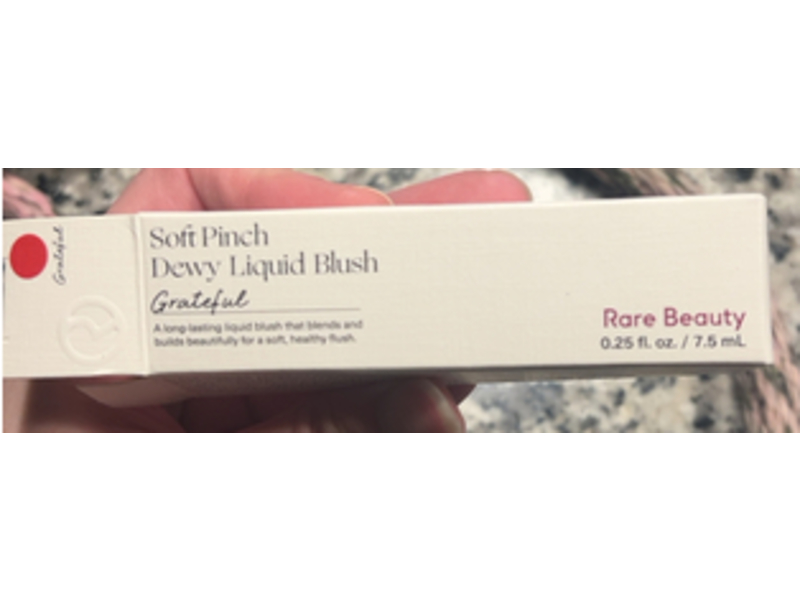 Grateful
Soft Pinch
Dewy Liquid Blush
Grateful
A long-lasting liquid blush that blends and
builds beautifully for a soft, healthy flush.
Rare Beauty
0.25 fl. oz. / 7.5 mL